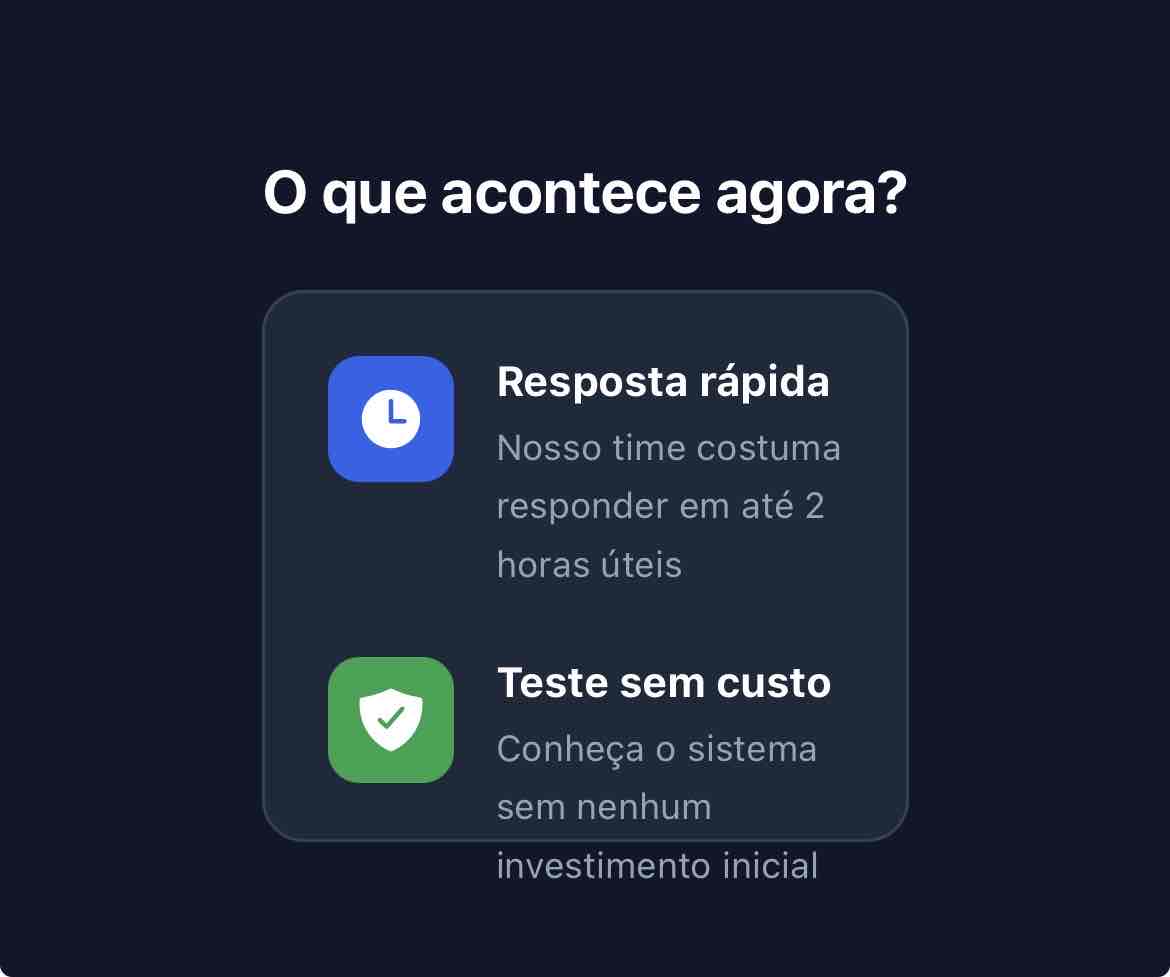 O que acontece agora?
Resposta rápida
Nosso time costuma
responder em até 2
horas úteis
Teste sem custo
Conheça o sistema
sem nenhum
investimento inicial